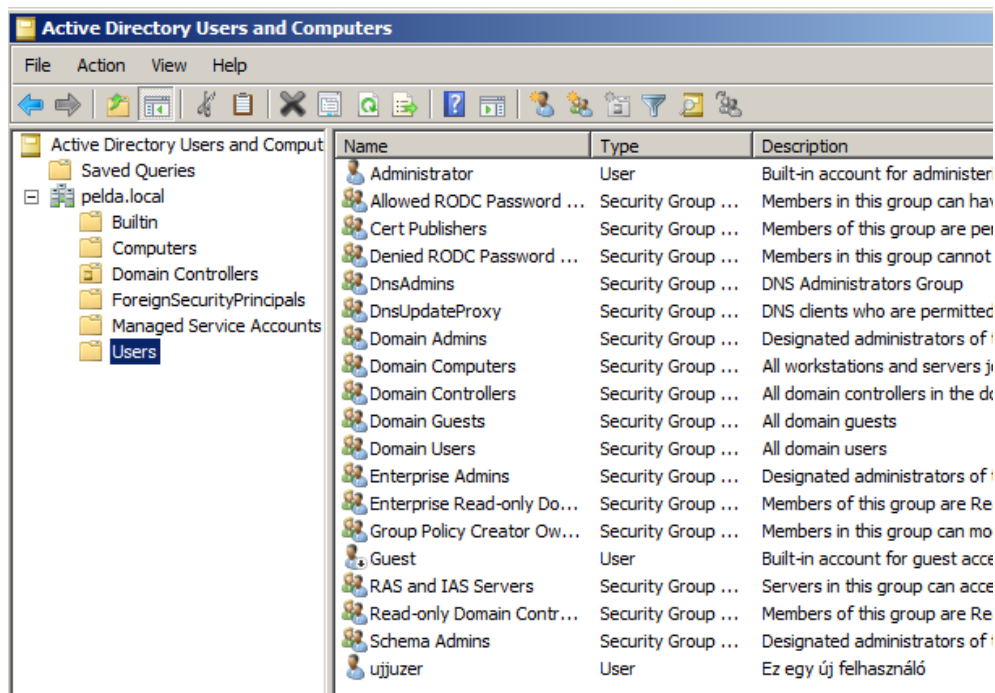 Active Directory Users and Computers
File Action View Help
Active Directory Users and Comput
Saved Queries
pelda.local
Builtin
Computers
Domain Controllers
ForeignSecurityPrincipals
Managed Service Accounts
Users
Name Type Description
Administrator User Built-in account for administeri
Allowed RODC Password ... Security Group ... Members in this group can hav
Cert Publishers Security Group ... Members of this group are per
Denied RODC Password ... Security Group ... Members in this group cannot
DnsAdmins Security Group ... DNS Administrators Group
DnsUpdateProxy Security Group ... DNS clients who are permitted
Domain Admins Security Group ... Designated administrators of t
Domain Computers Security Group ... All workstations and servers jo
Domain Controllers Security Group ... All domain controllers in the do
Domain Guests Security Group ... All domain guests
Domain Users Security Group ... All domain users
Enterprise Admins Security Group ... Designated administrators of t
Enterprise Read-only Do... Security Group ... Members of this group are Re
Group Policy Creator Ow... Security Group ... Members in this group can mo
Guest User Built-in account for guest acce
RAS and IAS Servers Security Group ... Servers in this group can acce
Read-only Domain Contr... Security Group ... Members of this group are Re
Schema Admins Security Group ... Designated administrators of t
ujjuzer User Ez egy új felhasználó